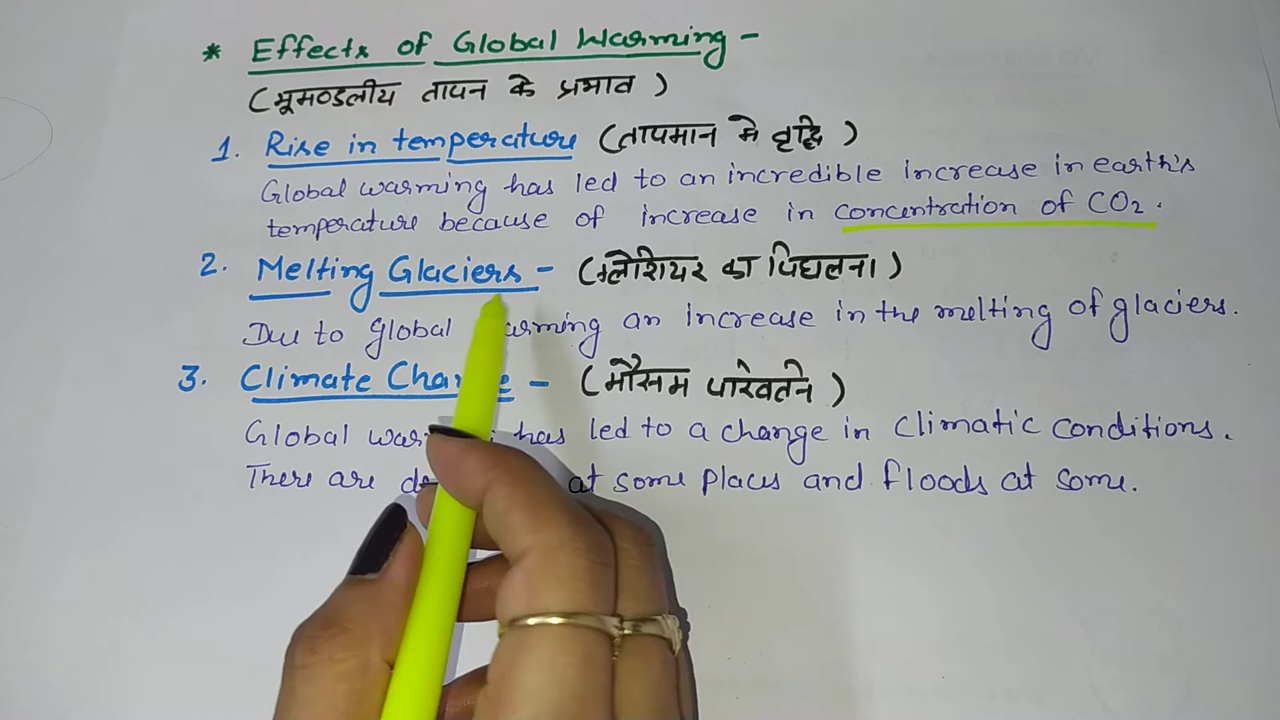 * Effects of Global Warming -
(भूमण्डलीय तापन के प्रभाव )
1. Rise in temperature (तापमान मे वृद्धि )
Global warming has led to an incredible increase in earth's
temperature because of increase in concentration of CO2.
2. Melting Glaciers - (ग्लेशियर का पिघलना )
Due to global warming an increase in the melting of glaciers.
3. Climate Change - (मौसम परिवर्तन )
Global has led to a change in climatic conditions.
There are at some places and floods at some.